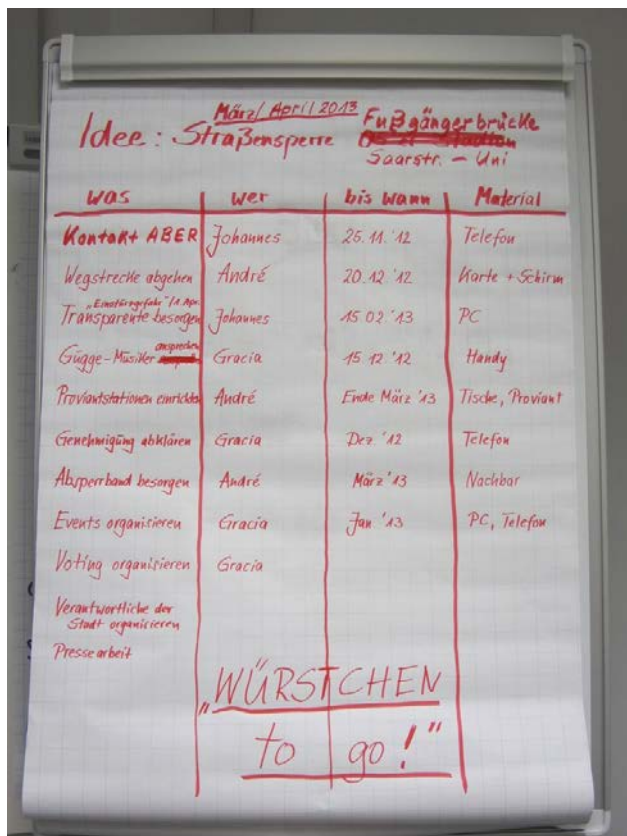 März/April 2013
Idee: Straßensperre Fußgängerbrücke
Saarstr. – Uni
was wer bis wann Material
Kontakt ABER Johannes 25.11.'12 Telefon
Wegstrecke abgehen André 20.12.'12 Karte + Schirm
"Einsturzgefahr"/1. Apr.
Transparente besorgen Johannes 15.02.'13 PC
ansprechen
Gügge-Musiker Gracia 15.12.'12 Handy
Proviantstationen einrichten André Ende März '13 Tische, Proviant
Genehmigung abklären Gracia Dez. '12 Telefon
Absperrband besorgen André März '13 Nachbar
Events organisieren Gracia Jan '13 PC, Telefon
Voting organisieren Gracia
Verantwortliche der
Stadt organisieren
Pressearbeit
„WÜRSTCHEN
to go!"